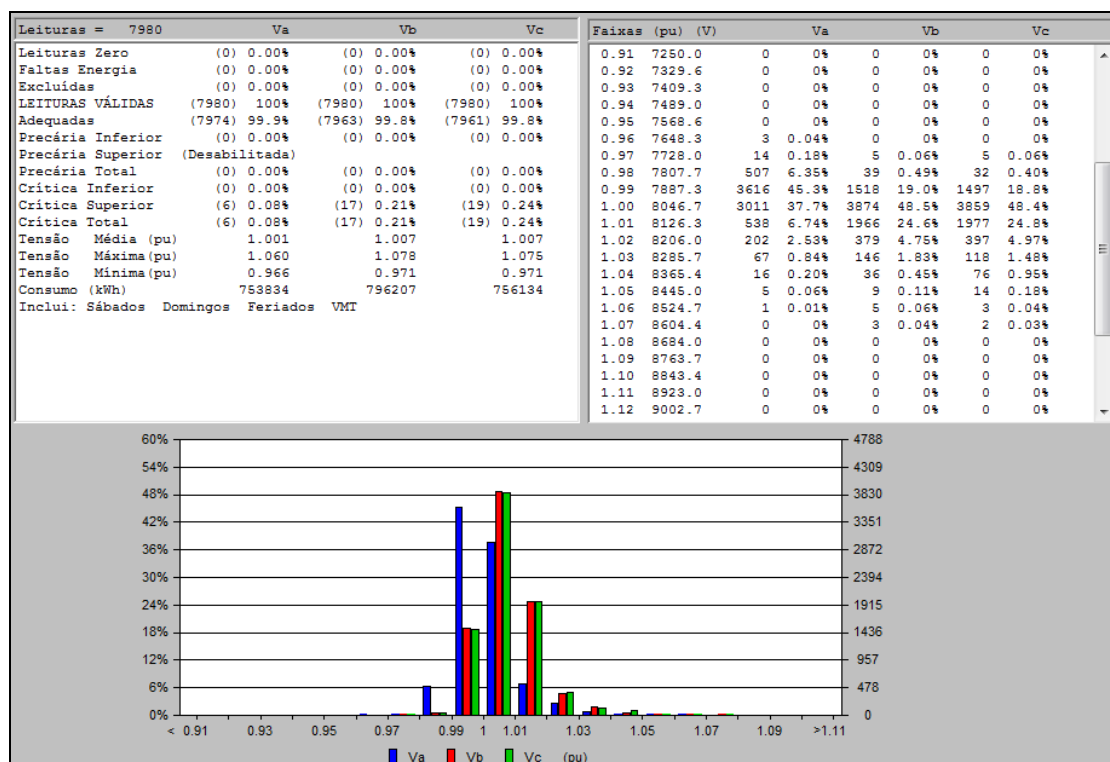 Leituras = 7980 Va Vb Vc
Leituras Zero (0) 0.00% (0) 0.00% (0) 0.00%
Faltas Energia (0) 0.00% (0) 0.00% (0) 0.00%
Excluídas (0) 0.00% (0) 0.00% (0) 0.00%
LEITURAS VÁLIDAS (7980) 100% (7980) 100% (7980) 100%
Adequadas (7974) 99.9% (7963) 99.8% (7961) 99.8%
Precária Inferior (0) 0.00% (0) 0.00% (0) 0.00%
Precária Superior (Desabilitada)
Precária Total (0) 0.00% (0) 0.00% (0) 0.00%
Crítica Inferior (0) 0.00% (0) 0.00% (0) 0.00%
Crítica Superior (6) 0.08% (17) 0.21% (19) 0.24%
Crítica Total (6) 0.08% (17) 0.21% (19) 0.24%
Tensão Média (pu) 1.001 1.007 1.007
Tensão Máxima(pu) 1.060 1.078 1.075
Tensão Mínima(pu) 0.966 0.971 0.971
Consumo (kWh) 753834 796207 756134
Inclui: Sábados Domingos Feriados VMT
Faixas (pu) (V) Va Vb Vc
0.91 7250.0 0 0% 0 0% 0 0%
0.92 7329.6 0 0% 0 0% 0 0%
0.93 7409.3 0 0% 0 0% 0 0%
0.94 7489.0 0 0% 0 0% 0 0%
0.95 7568.6 0 0% 0 0% 0 0%
0.96 7648.3 3 0.04% 0 0% 0 0%
0.97 7728.0 14 0.18% 5 0.06% 5 0.06%
0.98 7807.7 507 6.35% 39 0.49% 32 0.40%
0.99 7887.3 3616 45.3% 1518 19.0% 1497 18.8%
1.00 8046.7 3011 37.7% 3874 48.5% 3859 48.4%
1.01 8126.3 538 6.74% 1966 24.6% 1977 24.8%
1.02 8206.0 202 2.53% 379 4.75% 397 4.97%
1.03 8285.7 67 0.84% 146 1.83% 118 1.48%
1.04 8365.4 16 0.20% 36 0.45% 76 0.95%
1.05 8445.0 5 0.06% 9 0.11% 14 0.18%
1.06 8524.7 1 0.01% 5 0.06% 3 0.04%
1.07 8604.4 0 0% 3 0.04% 2 0.03%
1.08 8684.0 0 0% 0 0% 0 0%
1.09 8763.7 0 0% 0 0% 0 0%
1.10 8843.4 0 0% 0 0% 0 0%
1.11 8923.0 0 0% 0 0% 0 0%
1.12 9002.7 0 0% 0 0% 0 0%
60% 4788
54% 4309
48% 3830
42% 3351
36% 2872
30% 2394
24% 1915
18% 1436
12% 957
6% 478
0% 0
< 0.91 0.93 0.95 0.97 0.99 1 1.01 1.03 1.05 1.07 1.09 >1.11
Va Vb Vc (pu)